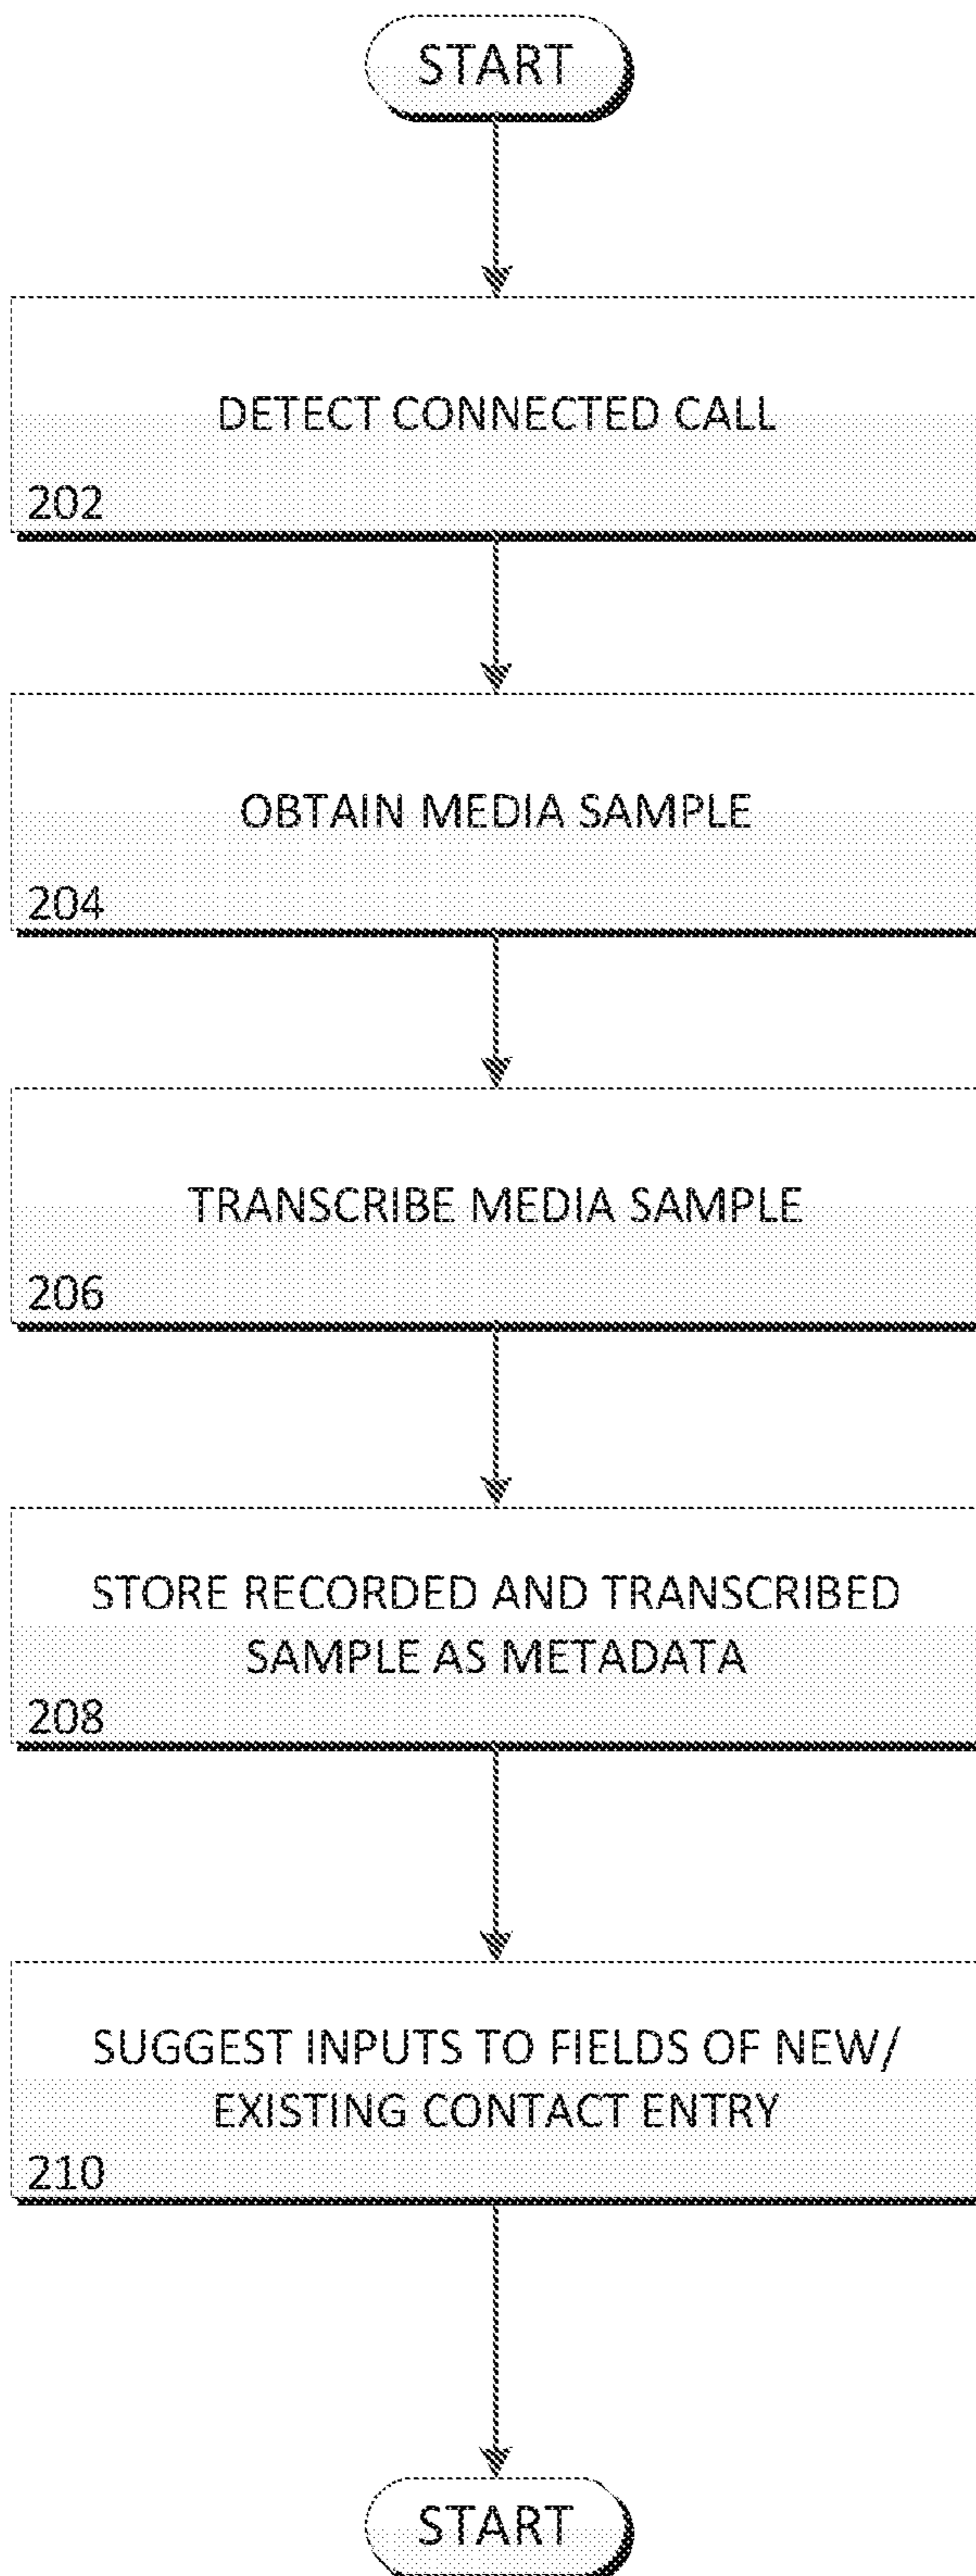 START
DETECT CONNECTED CALL
202
OBTAIN MEDIA SAMPLE
204
TRANSCRIBE MEDIA SAMPLE
206
STORE RECORDED AND TRANSCRIBED
SAMPLE AS METADATA
208
SUGGEST INPUTS TO FIELDS OF NEW/
EXISTING CONTACT ENTRY
210
START